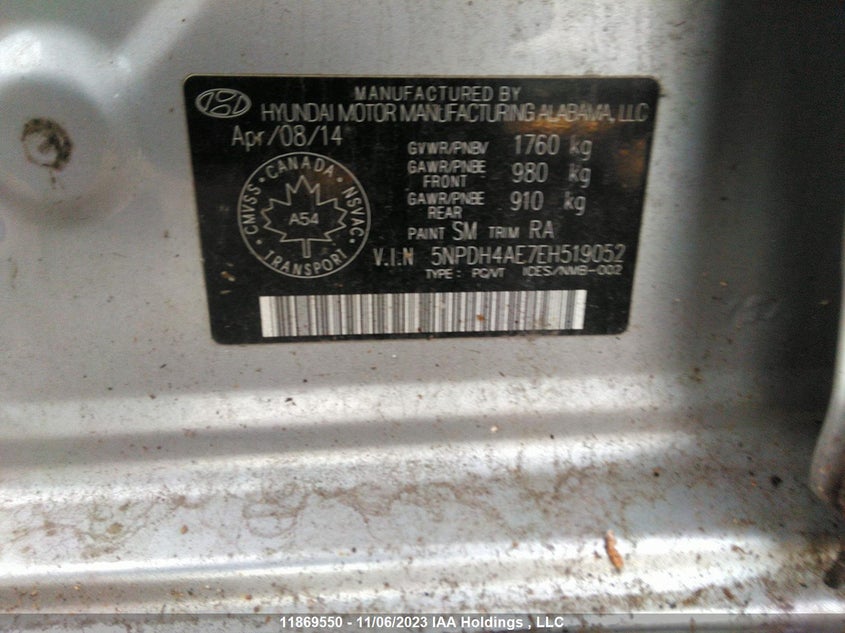 MANUFACTURED BY
HYUNDAI MOTOR MANUFACTURING ALABAMA, LLC
Apr/08/14
GVWR/PNBV 1760 kg
GAWR/PNBE FRONT 980 kg
GAWR/PNBE REAR 910 kg
CANADA • NSVAC • TRANSPORT • CMVSS •
A54
PAINT SM TRIM RA
V.I.N 5NPDH4AE7EH519052
TYPE: PC/VT ICES/NMB-002
11869550 - 11/06/2023 IAA Holdings , LLC!